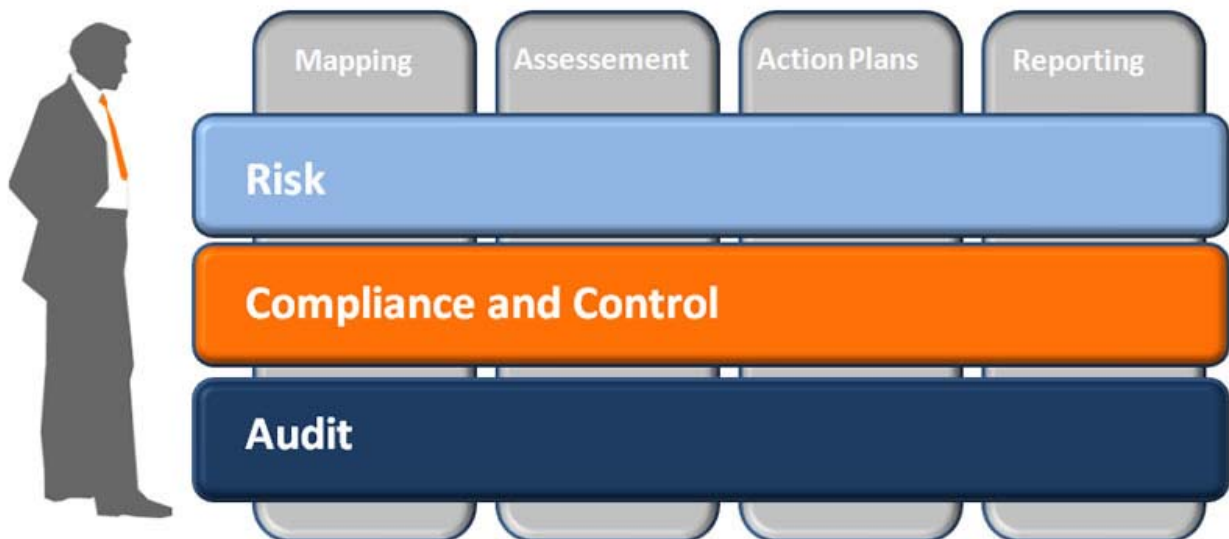 Mapping
Assessement
Action Plans
Reporting
Risk
Compliance and Control
Audit